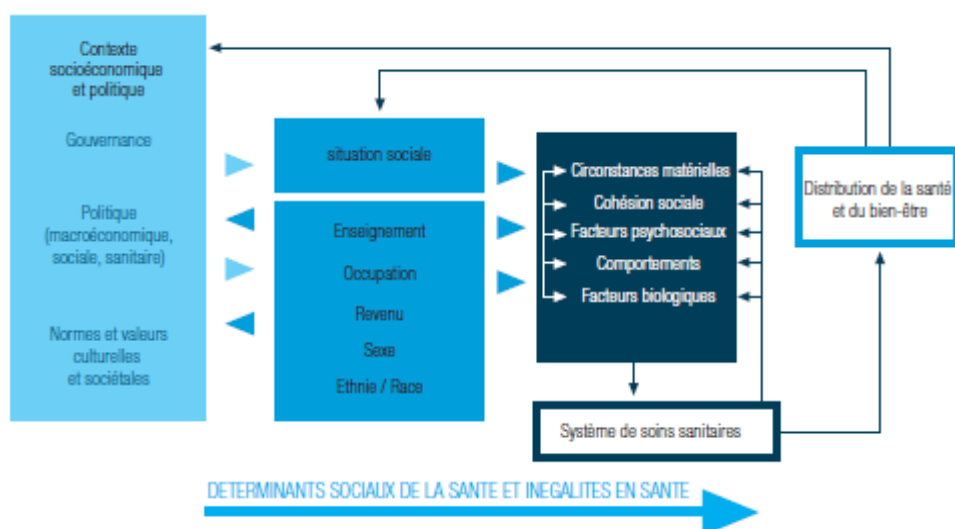 Contexte
socioéconomique
et politique
Gouvernance
Politique
(macroéconomique,
sociale, sanitaire)
Normes et valeurs
culturelles
et sociétales
situation sociale
Enseignement
Occupation
Revenu
Sexe
Ethnie / Race
Circonstances matérielles
Cohésion sociale
Facteurs psychosociaux
Comportements
Facteurs biologiques
Système de soins sanitaires
Distribution de la santé
et du bien-être
DETERMINANTS SOCIAUX DE LA SANTE ET INEGALITES EN SANTE